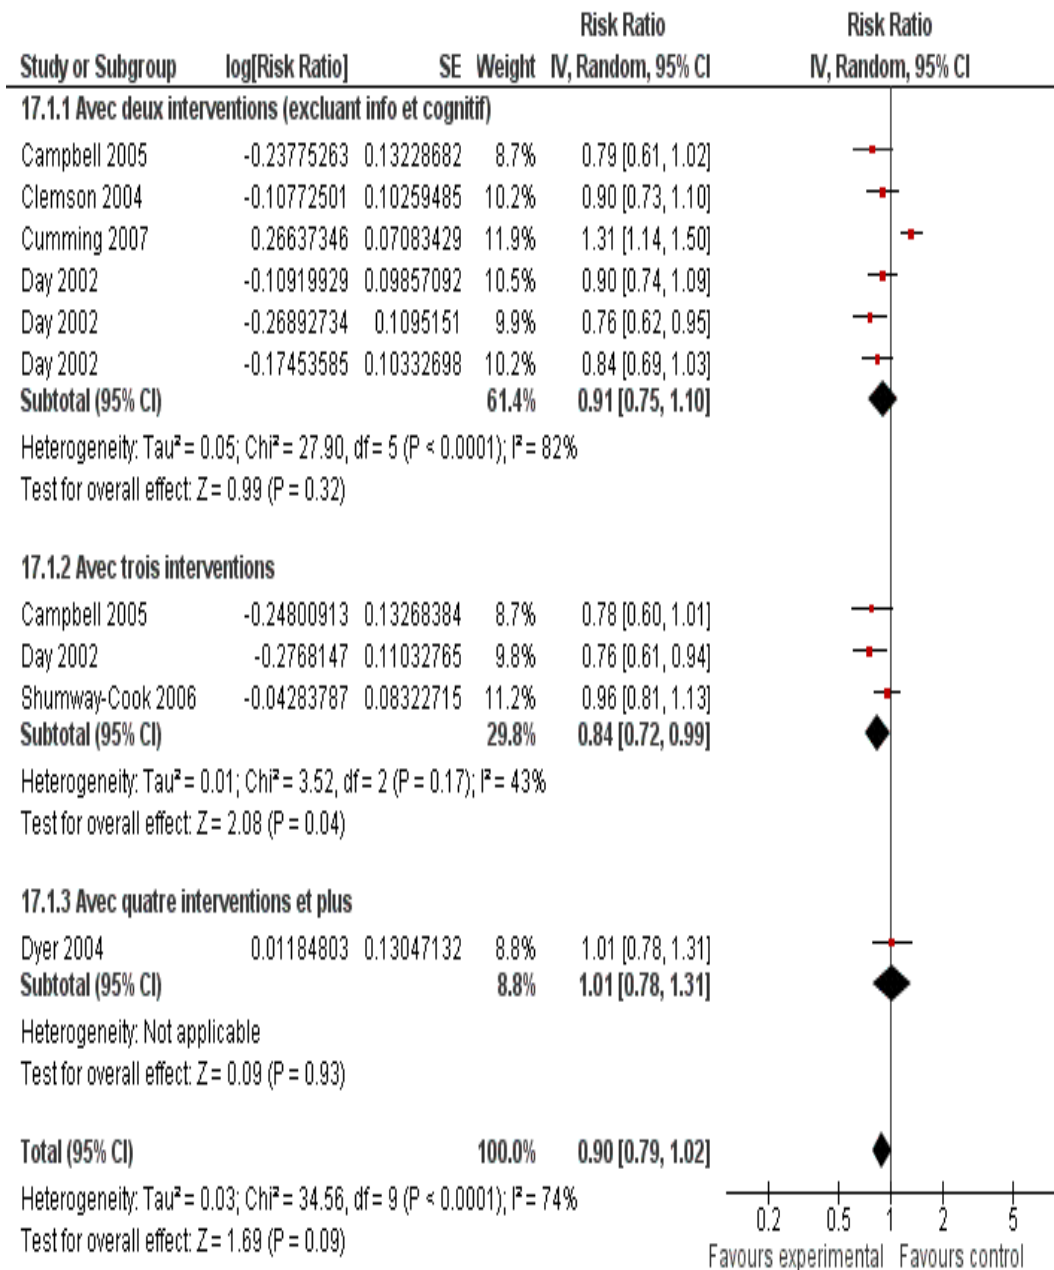 Risk Ratio Risk Ratio
Study or Subgroup log[Risk Ratio] SE Weight IV, Random, 95% CI IV, Random, 95% CI
17.1.1 Avec deux interventions (excluant info et cognitif)
Campbell 2005 -0.23775263 0.13228682 8.7% 0.79 [0.61, 1.02]
Clemson 2004 -0.10772501 0.10259485 10.2% 0.90 [0.73, 1.10]
Cumming 2007 0.26637346 0.07083429 11.9% 1.31 [1.14, 1.50]
Day 2002 -0.10919929 0.09857092 10.5% 0.90 [0.74, 1.09]
Day 2002 -0.26892734 0.1095151 9.9% 0.76 [0.62, 0.95]
Day 2002 -0.17453585 0.10332698 10.2% 0.84 [0.69, 1.03]
Subtotal (95% CI) 61.4% 0.91 [0.75, 1.10]
Heterogeneity: Tau² = 0.05; Chi² = 27.90, df = 5 (P < 0.0001); I² = 82%
Test for overall effect: Z = 0.99 (P = 0.32)
17.1.2 Avec trois interventions
Campbell 2005 -0.24800913 0.13268384 8.7% 0.78 [0.60, 1.01]
Day 2002 -0.2768147 0.11032765 9.8% 0.76 [0.61, 0.94]
Shumway-Cook 2006 -0.04283787 0.08322715 11.2% 0.96 [0.81, 1.13]
Subtotal (95% CI) 29.8% 0.84 [0.72, 0.99]
Heterogeneity: Tau² = 0.01; Chi² = 3.52, df = 2 (P = 0.17); I² = 43%
Test for overall effect: Z = 2.08 (P = 0.04)
17.1.3 Avec quatre interventions et plus
Dyer 2004 0.01184803 0.13047132 8.8% 1.01 [0.78, 1.31]
Subtotal (95% CI) 8.8% 1.01 [0.78, 1.31]
Heterogeneity: Not applicable
Test for overall effect: Z = 0.09 (P = 0.93)
Total (95% CI) 100.0% 0.90 [0.79, 1.02]
Heterogeneity: Tau² = 0.03; Chi² = 34.56, df = 9 (P < 0.0001); I² = 74%
Test for overall effect: Z = 1.69 (P = 0.09)
0.2 0.5 1 2 5
Favours experimental Favours control